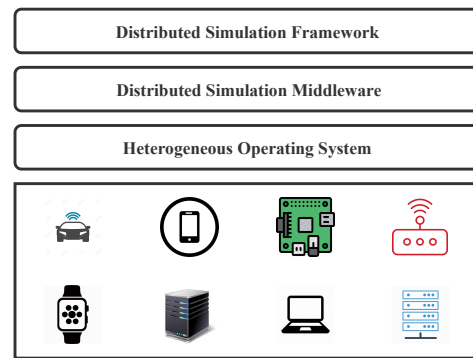 Distributed Simulation Framework
Distributed Simulation Middleware
Heterogeneous Operating System